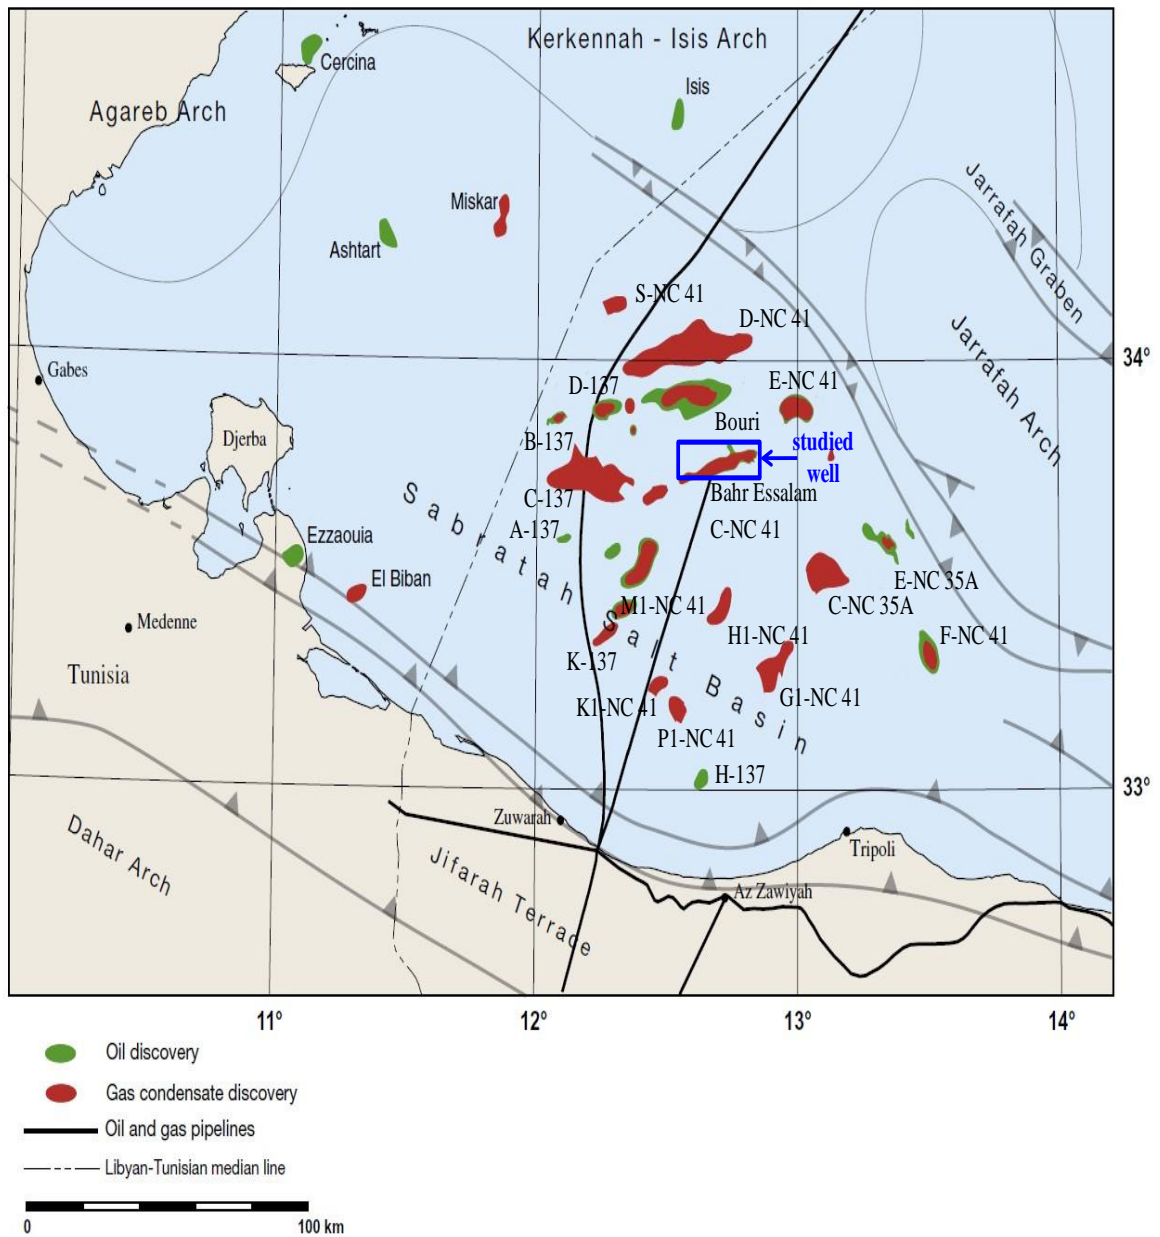 Kerkennah - Isis Arch
Cercina
Isis
Agareb Arch
Jarrafah Graben
Miskar
Ashtart
S-NC 41
D-NC 41
Jarrafah Arch
34°
Gabes
D-137
E-NC 41
Djerba
Bouri
studied
well
B-137
C-137
Bahr Essalam
C-NC 41
A-137
Sabratah Salt Basin
Ezzaouia
El Biban
E-NC 35A
C-NC 35A
M1-NC 41
Medenne
H1-NC 41
F-NC 41
K-137
Tunisia
G1-NC 41
K1-NC 41
P1-NC 41
H-137
33°
Zuwarah
Tripoli
Dahar Arch
Jifarah Terrace
Az Zawiyah
11°
12°
13°
14°
Oil discovery
Gas condensate discovery
Oil and gas pipelines
Libyan-Tunisian median line
0
100 km